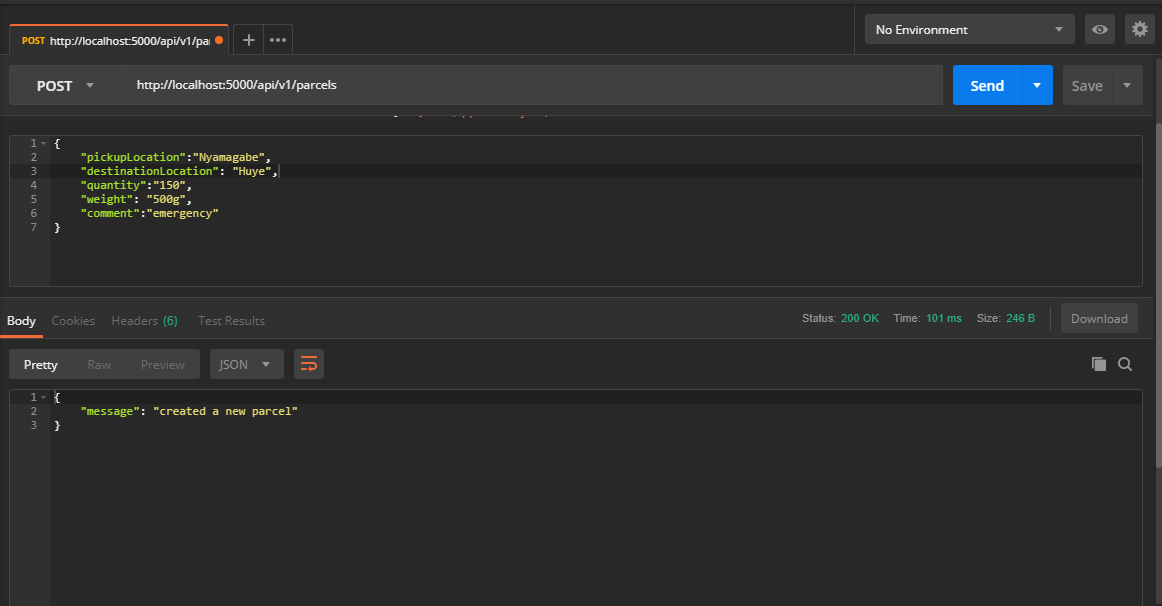 POST http://localhost:5000/api/v1/pa
No Environment
POST
http://localhost:5000/api/v1/parcels
Send
Save
1 {
2 "pickupLocation":"Nyamagabe",
3 "destinationLocation": "Huye",
4 "quantity":"150",
5 "weight": "500g",
6 "comment":"emergency"
7 }
Body Cookies Headers (6) Test Results
Status: 200 OK Time: 101 ms Size: 246 B
Download
Pretty Raw Preview JSON
1 {
2 "message": "created a new parcel"
3 }